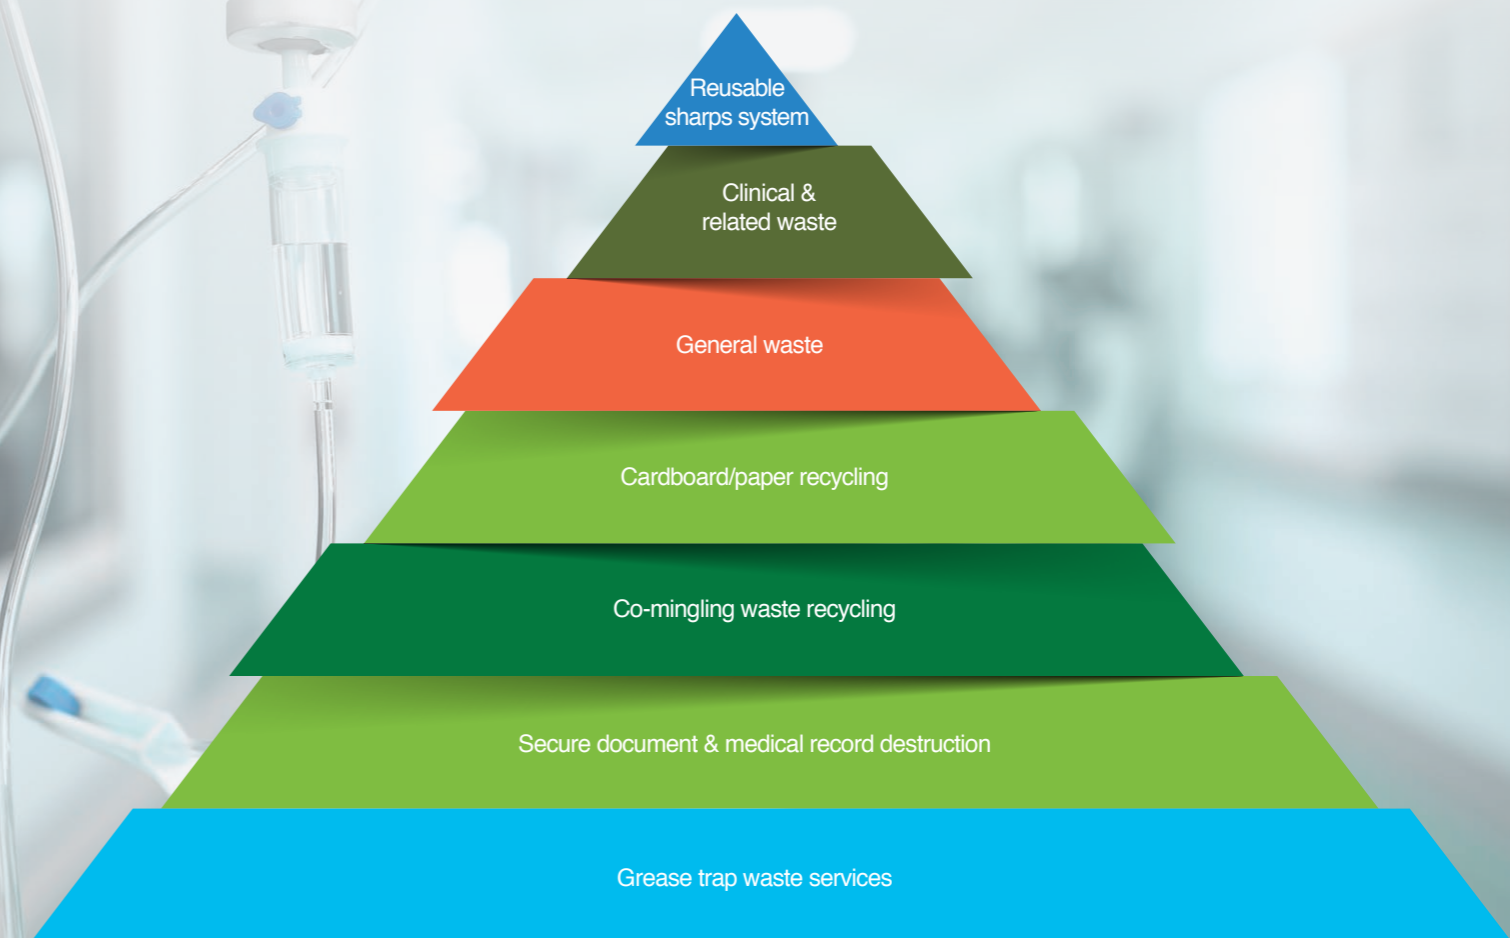 Reusable
sharps system
Clinical &
related waste
General waste
Cardboard/paper recycling
Co-mingling waste recycling
Secure document & medical record destruction
Grease trap waste services